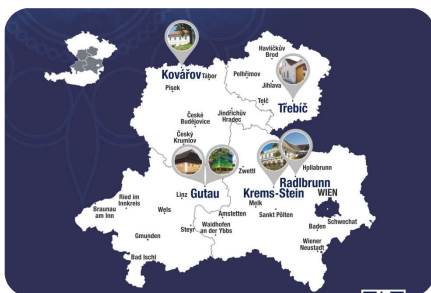 Havlíčkův
Brod
Kovářov
Tábor
Pelhřimov
Jihlava
Písek
Telč
Třebíč
České
Budějovice
Jindřichův
Hradec
Český
Krumlov
Zwettl
Hollabrunn
Radlbrunn
Linz
Gutau
Krems-Stein
WIEN
Ried im
Innkreis
Melk
Braunau
am Inn
Wels
Amstetten
Sankt Pölten
Schwechat
Steyr
Waidhofen
an der Ybbs
Baden
Gmunden
Wiener
Neustadt
Bad Ischl